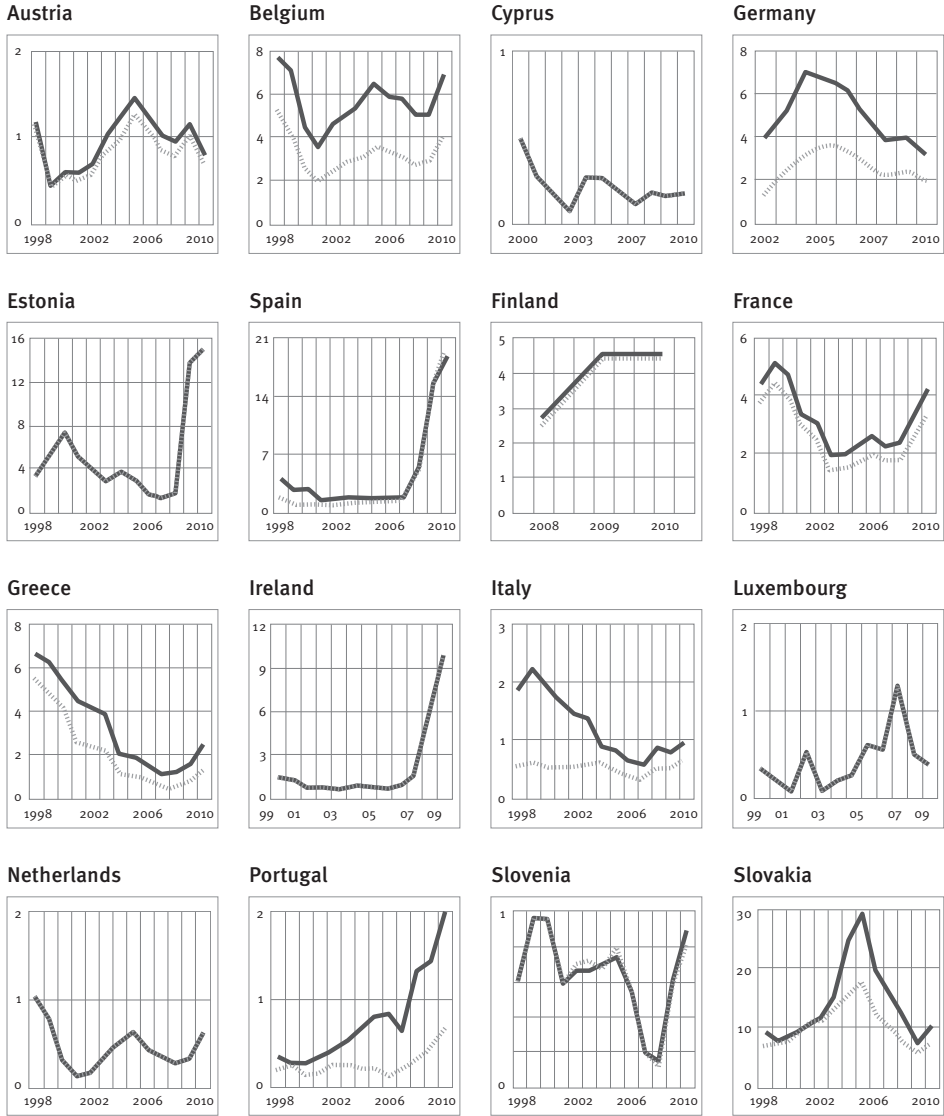 Austria
2
1
0
1998 2002 2006 2010
Belgium
8
6
4
2
0
1998 2002 2006 2010
Cyprus
1
0
2000 2003 2007 2010
Germany
8
6
4
2
0
2002 2005 2007 2010
Estonia
16
12
8
4
0
1998 2002 2006 2010
Spain
21
14
7
0
1998 2002 2006 2010
Finland
5
4
3
2
1
0
2008 2009 2010
France
6
4
2
0
1998 2002 2006 2010
Greece
8
6
4
2
0
1998 2002 2006 2010
Ireland
12
9
6
3
0
99 01 03 05 07 09
Italy
3
2
1
0
1998 2002 2006 2010
Luxembourg
2
1
0
99 01 03 05 07 09
Netherlands
2
1
0
1998 2002 2006 2010
Portugal
2
1
0
1998 2002 2006 2010
Slovenia
1
0
1998 2002 2006 2010
Slovakia
30
20
10
0
1998 2002 2006 2010